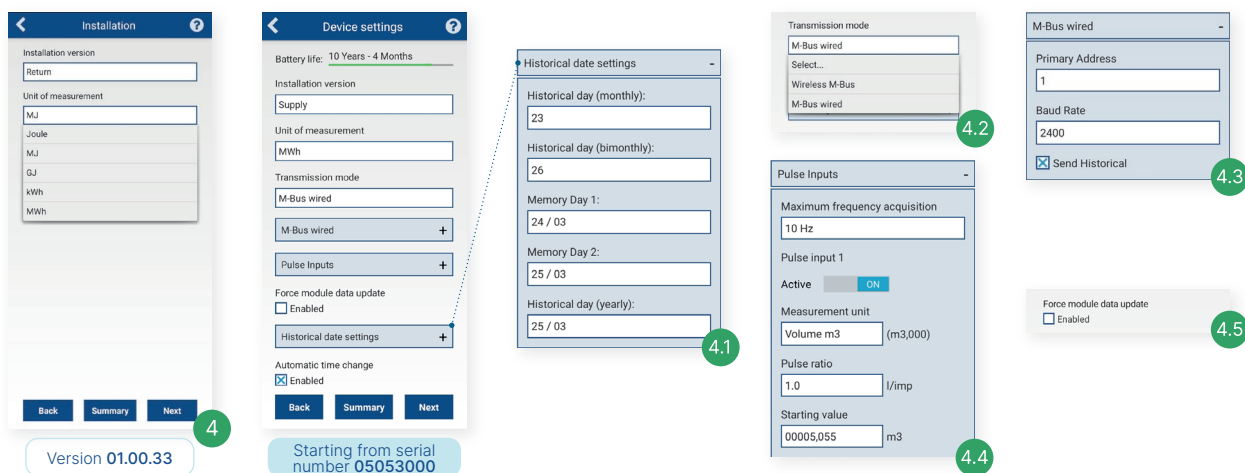 Installation
?
Installation version
Return
Unit of measurement
MJ
Joule
MJ
GJ
kWh
MWh
Back
Summary
Next
4
Version 01.00.33
Device settings
?
Battery life: 10 Years - 4 Months
Installation version
Supply
Unit of measurement
MWh
Transmission mode
M-Bus wired
M-Bus wired +
Pulse Inputs +
Force module data update
Enabled
Historical date settings +
Automatic time change
Enabled
Back
Summary
Next
Starting from serial
number 05053000
Historical date settings -
Historical day (monthly):
23
Historical day (bimonthly):
26
Memory Day 1:
24 / 03
Memory Day 2:
25 / 03
Historical day (yearly):
25 / 03
4.1
Transmission mode
M-Bus wired
Select...
Wireless M-Bus
M-Bus wired
4.2
Pulse Inputs -
Maximum frequency acquisition
10 Hz
Pulse input 1
Active ON
Measurement unit
Volume m3 (m3,000)
Pulse ratio
1.0 l/imp
Starting value
00005,055 m3
4.4
M-Bus wired -
Primary Address
1
Baud Rate
2400
Send Historical
4.3
Force module data update
Enabled
4.5